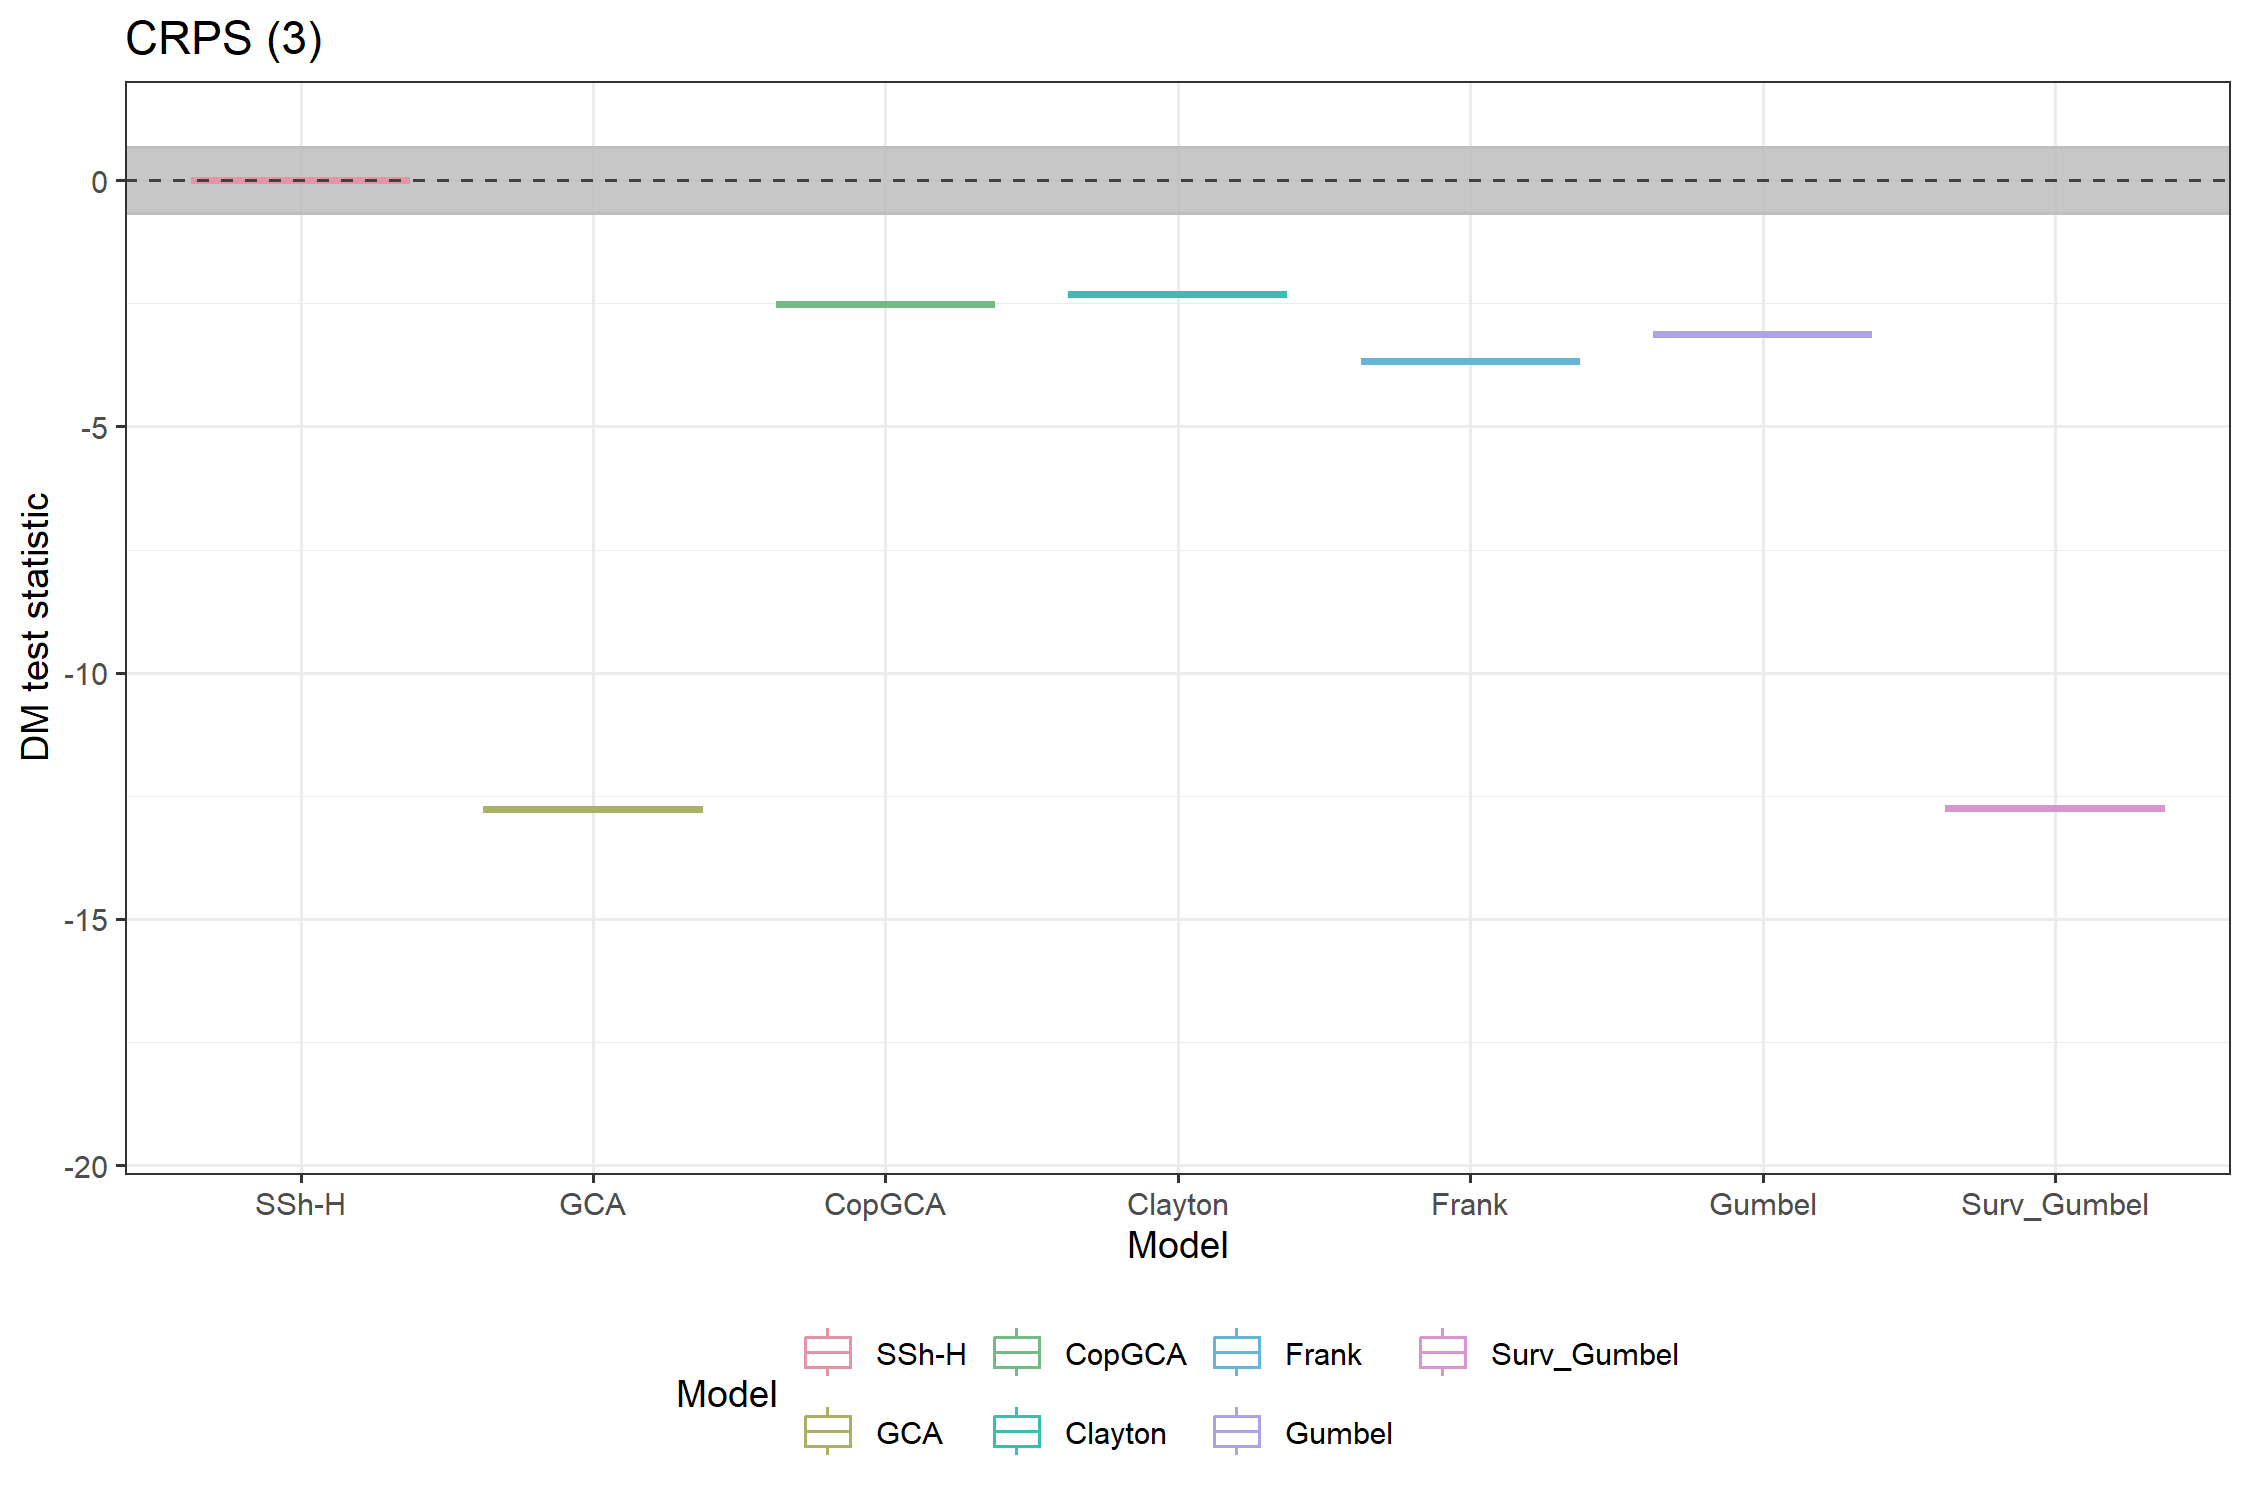 CRPS (3)
DM test statistic
0
-5
-10
-15
-20
SSh-H GCA CopGCA Clayton Frank Gumbel Surv_Gumbel
Model
Model
SSh-H CopGCA Frank Surv_Gumbel
GCA Clayton Gumbel